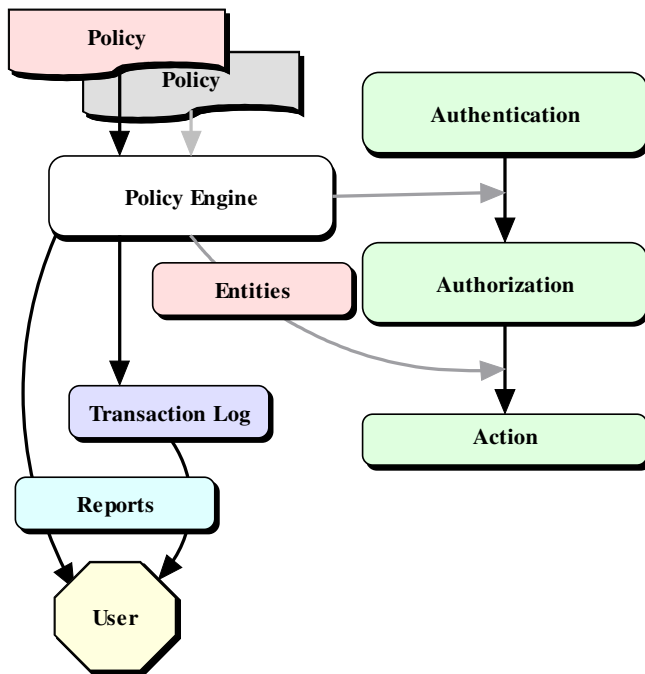 Policy
Policy
Authentication
Policy Engine
Entities
Authorization
Transaction Log
Action
Reports
User